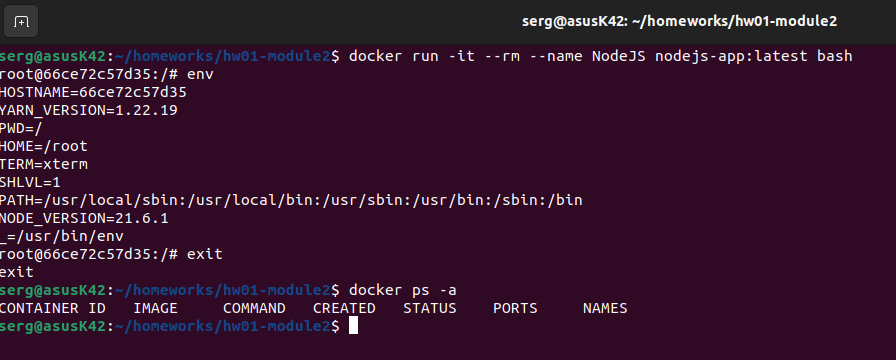 serg@asusK42: ~/homeworks/hw01-module2
serg@asusK42:~/homeworks/hw01-module2$ docker run -it --rm --name NodeJS nodejs-app:latest bash
root@66ce72c57d35:/# env
HOSTNAME=66ce72c57d35
YARN_VERSION=1.22.19
PWD=/
HOME=/root
TERM=xterm
SHLVL=1
PATH=/usr/local/sbin:/usr/local/bin:/usr/sbin:/usr/bin:/sbin:/bin
NODE_VERSION=21.6.1
_=/usr/bin/env
root@66ce72c57d35:/# exit
exit
serg@asusK42:~/homeworks/hw01-module2$ docker ps -a
CONTAINER ID   IMAGE     COMMAND   CREATED   STATUS    PORTS     NAMES
serg@asusK42:~/homeworks/hw01-module2$